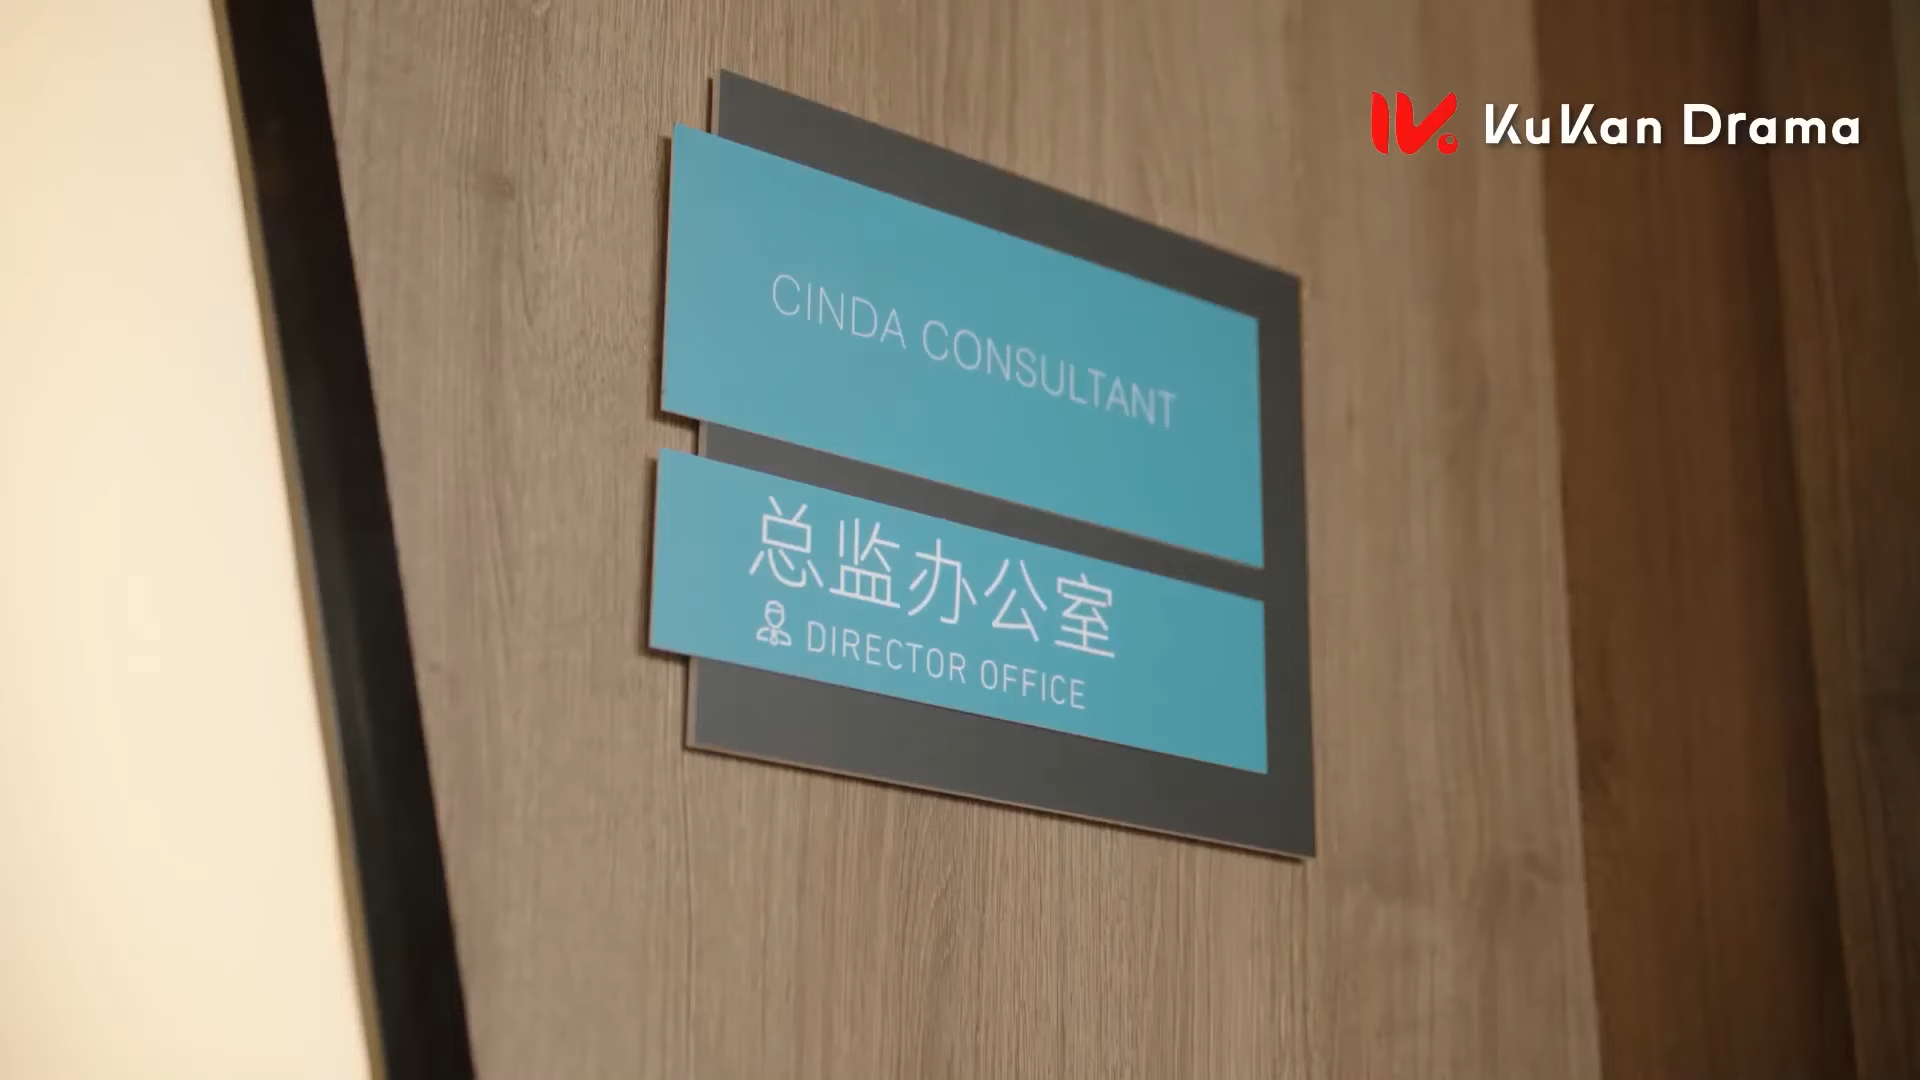 KuKan Drama
CINDA CONSULTANT
总监办公室
DIRECTOR OFFICE